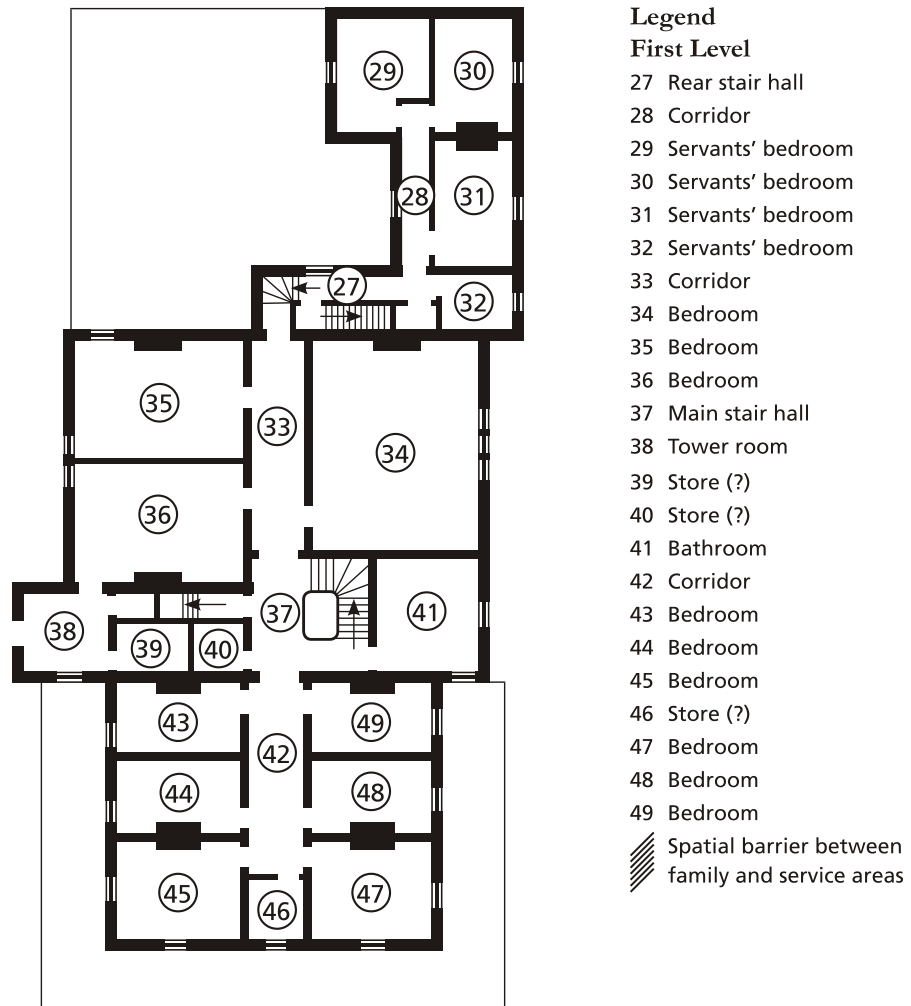 29
30
28
31
27
32
35
33
34
36
37
38
39
40
41
43
42
49
44
48
45
46
47
Legend
First Level
27 Rear stair hall
28 Corridor
29 Servants’ bedroom
30 Servants’ bedroom
31 Servants’ bedroom
32 Servants’ bedroom
33 Corridor
34 Bedroom
35 Bedroom
36 Bedroom
37 Main stair hall
38 Tower room
39 Store (?)
40 Store (?)
41 Bathroom
42 Corridor
43 Bedroom
44 Bedroom
45 Bedroom
46 Store (?)
47 Bedroom
48 Bedroom
49 Bedroom
Spatial barrier between
family and service areas